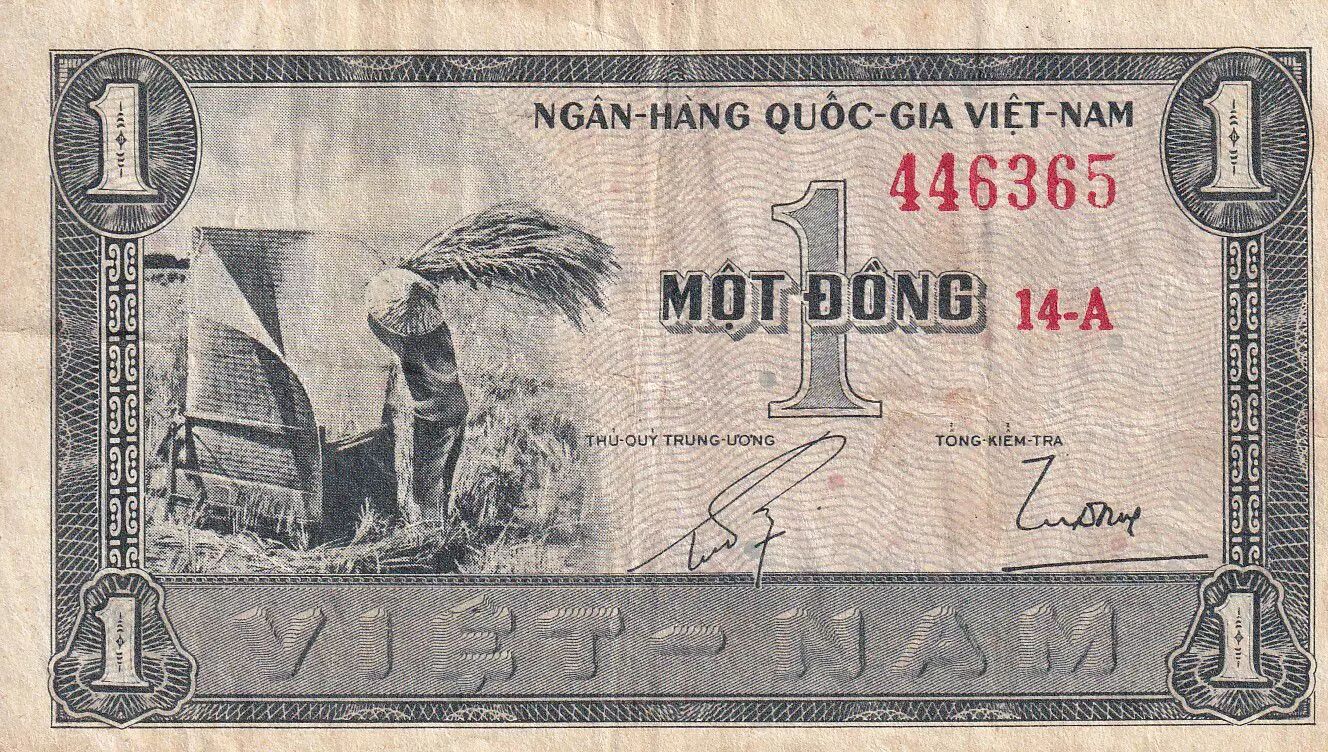 1 1
NGÂN-HÀNG QUỐC-GIA VIỆT-NAM
446365
1
MỘT ĐỒNG 14-A
THỦ-QUỸ TRUNG-ƯƠNG TỔNG-KIỂM-TRA
1 VIỆT-NAM 1